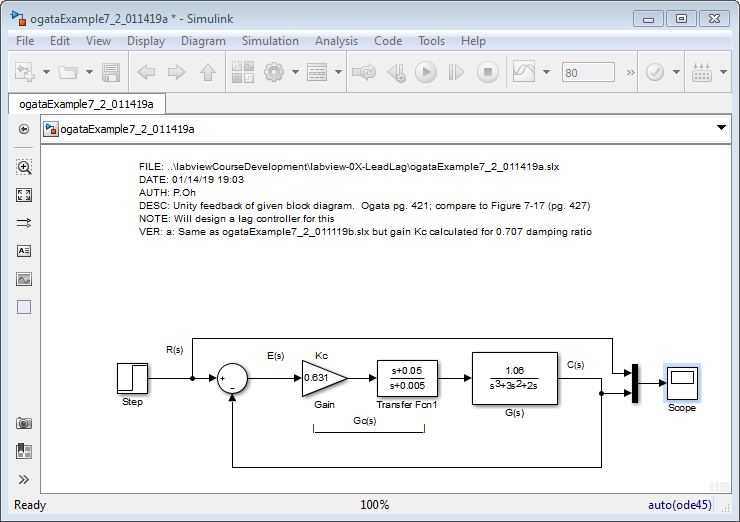 ogataExample7_2_011419a * - Simulink
File Edit View Display Diagram Simulation Analysis Code Tools Help
80 »
ogataExample7_2_011419a
ogataExample7_2_011419a
FILE: ..\labviewCourseDevelopment\labview-0X-LeadLag\ogataExample7_2_011419a.slx
DATE: 01/14/19 19:03
AUTH: P.Oh
DESC: Unity feedback of given block diagram. Ogata pg. 421; compare to Figure 7-17 (pg. 427)
NOTE: Will design a lag controller for this
VER: a: Same as ogataExample7_2_011119b.slx but gain Kc calculated for 0.707 damping ratio
R(s)
E(s)
Kc
C(s)
0.631
s+0.05
s+0.005
1.06
s^3+3s^2+2s
Step
Gain
Transfer Fcn1
G(s)
Scope
Gc(s)
|____________________|
Ready 100% auto(ode45)